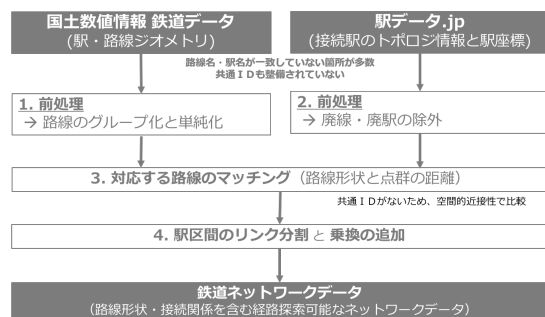 国土数値情報 鉄道データ
(駅・路線ジオメトリ)
駅データ.jp
(接続駅のトポロジ情報と駅座標)
路線名・駅名が一致していない箇所が多数
共通IDも整備されていない
1. 前処理
→ 路線のグループ化と単純化
2. 前処理
→ 廃線・廃駅の除外
3. 対応する路線のマッチング（路線形状と点群の距離）
共通IDがないため、空間的近接性で比較
4. 駅区間のリンク分割 と 乗換の追加
鉄道ネットワークデータ
（路線形状・接続関係を含む経路探索可能なネットワークデータ）